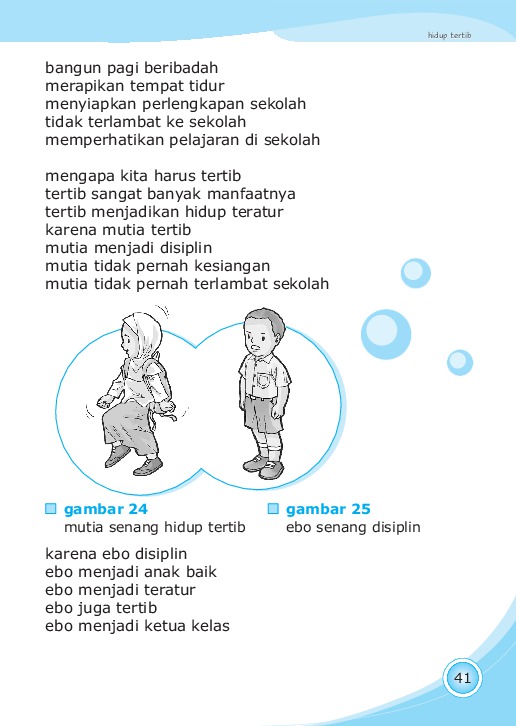 hidup tertib
bangun pagi beribadah
merapikan tempat tidur
menyiapkan perlengkapan sekolah
tidak terlambat ke sekolah
memperhatikan pelajaran di sekolah
mengapa kita harus tertib
tertib sangat banyak manfaatnya
tertib menjadikan hidup teratur
karena mutia tertib
mutia menjadi disiplin
mutia tidak pernah kesiangan
mutia tidak pernah terlambat sekolah
gambar 24
mutia senang hidup tertib
gambar 25
ebo senang disiplin
karena ebo disiplin
ebo menjadi anak baik
ebo menjadi teratur
ebo juga tertib
ebo menjadi ketua kelas
41